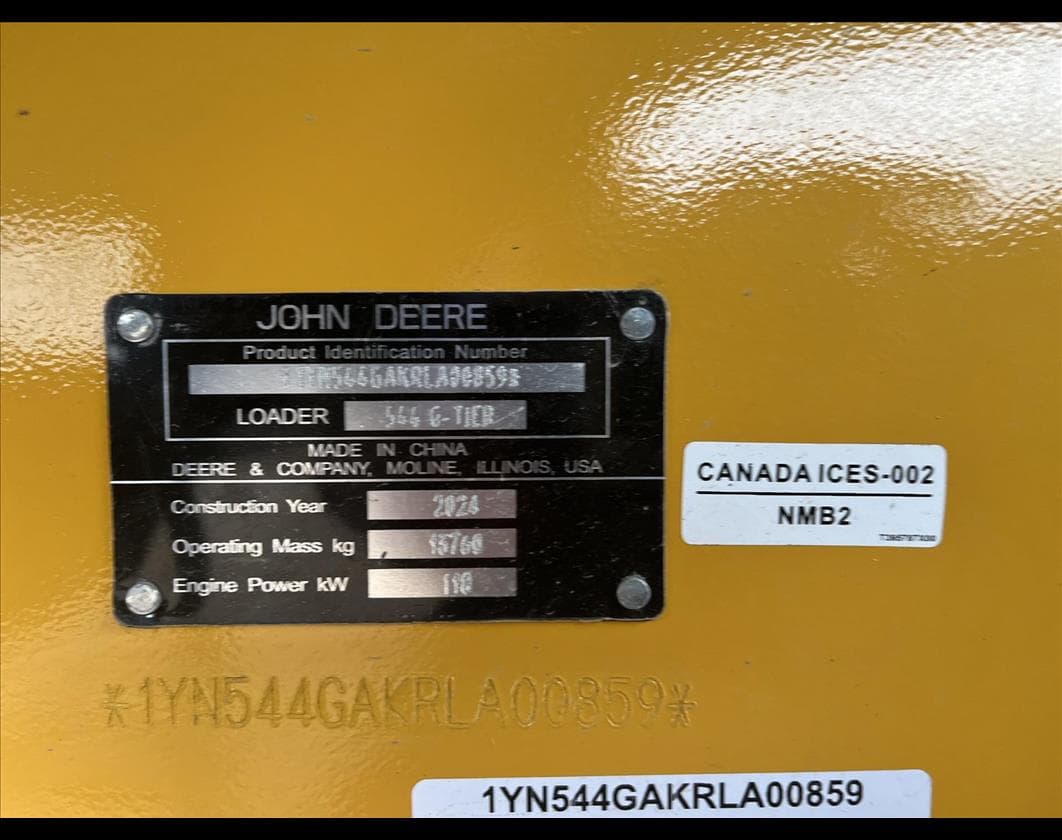 JOHN DEERE
Product Identification Number
*1YN544GAKRLA00859*
LOADER 544 G-TIER
MADE IN CHINA
DEERE & COMPANY, MOLINE, ILLINOIS, USA
Construction Year 2024
Operating Mass kg
Engine Power kW 110
CANADA ICES-002
NMB2
*1YN544GAKRLA00859*
1YN544GAKRLA00859